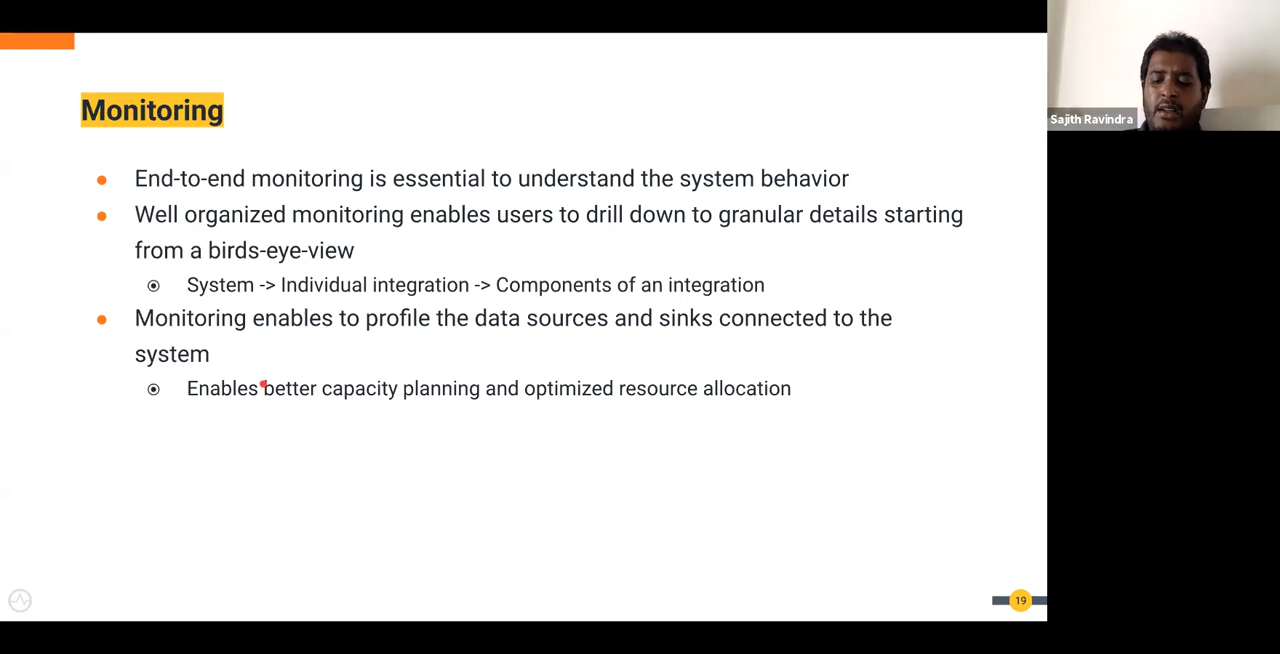 Monitoring
End-to-end monitoring is essential to understand the system behavior
Well organized monitoring enables users to drill down to granular details starting
from a birds-eye-view
System -> Individual integration -> Components of an integration
Monitoring enables to profile the data sources and sinks connected to the
system
Enables better capacity planning and optimized resource allocation
19
Sajith Ravindra